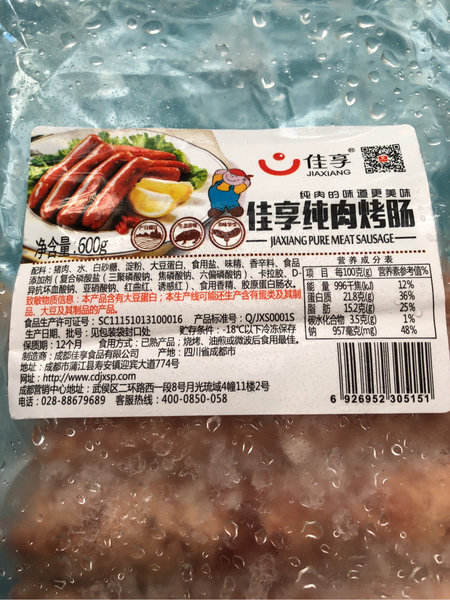 佳享®
JIAXIANG
纯肉的味道更美味
佳享纯肉烤肠
JIAXING PURE MEAT SAUSAGE
净含量:600g
配料：猪肉、水、白砂糖、淀粉、大豆蛋白、食用盐、味精、香辛料、食品
添加剂（复合磷酸盐（三聚磷酸钠、焦磷酸钠、六偏磷酸钠）、卡拉胶、D-
异抗坏血酸钠、亚硝酸钠、红曲红、诱惑红）、食用香精、胶原蛋白肠衣。
致敏物质信息：本产品含有大豆蛋白；本生产线可能还生产含有蛋类及其制
品、大豆及其制品的产品。
食品生产许可证号：SC11151013100016 产品标准号：Q/JXS0001S
生产日期、批号：见包装袋封口处 贮存条件：-18℃以下冷冻保存
保质期：12个月 食用方式：已熟产品；烧烤、油煎或微波后食用最佳。
制造商：成都佳享食品有限公司 产地：四川省成都市
地址：成都市蒲江县寿安镇迎宾大道774号
网址：http://www.cdjxsp.com
成都营销中心地址：武侯区二环路西一段8号月光琉域4幢11楼2号
电话：028-88679689 客服热线：400-0850-058
营养成分表
项 目 每100克(g) 营养素参考值%
能 量 996千焦(kJ) 12%
蛋白质 21.8克(g) 36%
脂 肪 15.2克(g) 25%
碳水化合物 3.5克(g) 1%
钠 957毫克(mg) 48%
6 926952 305151